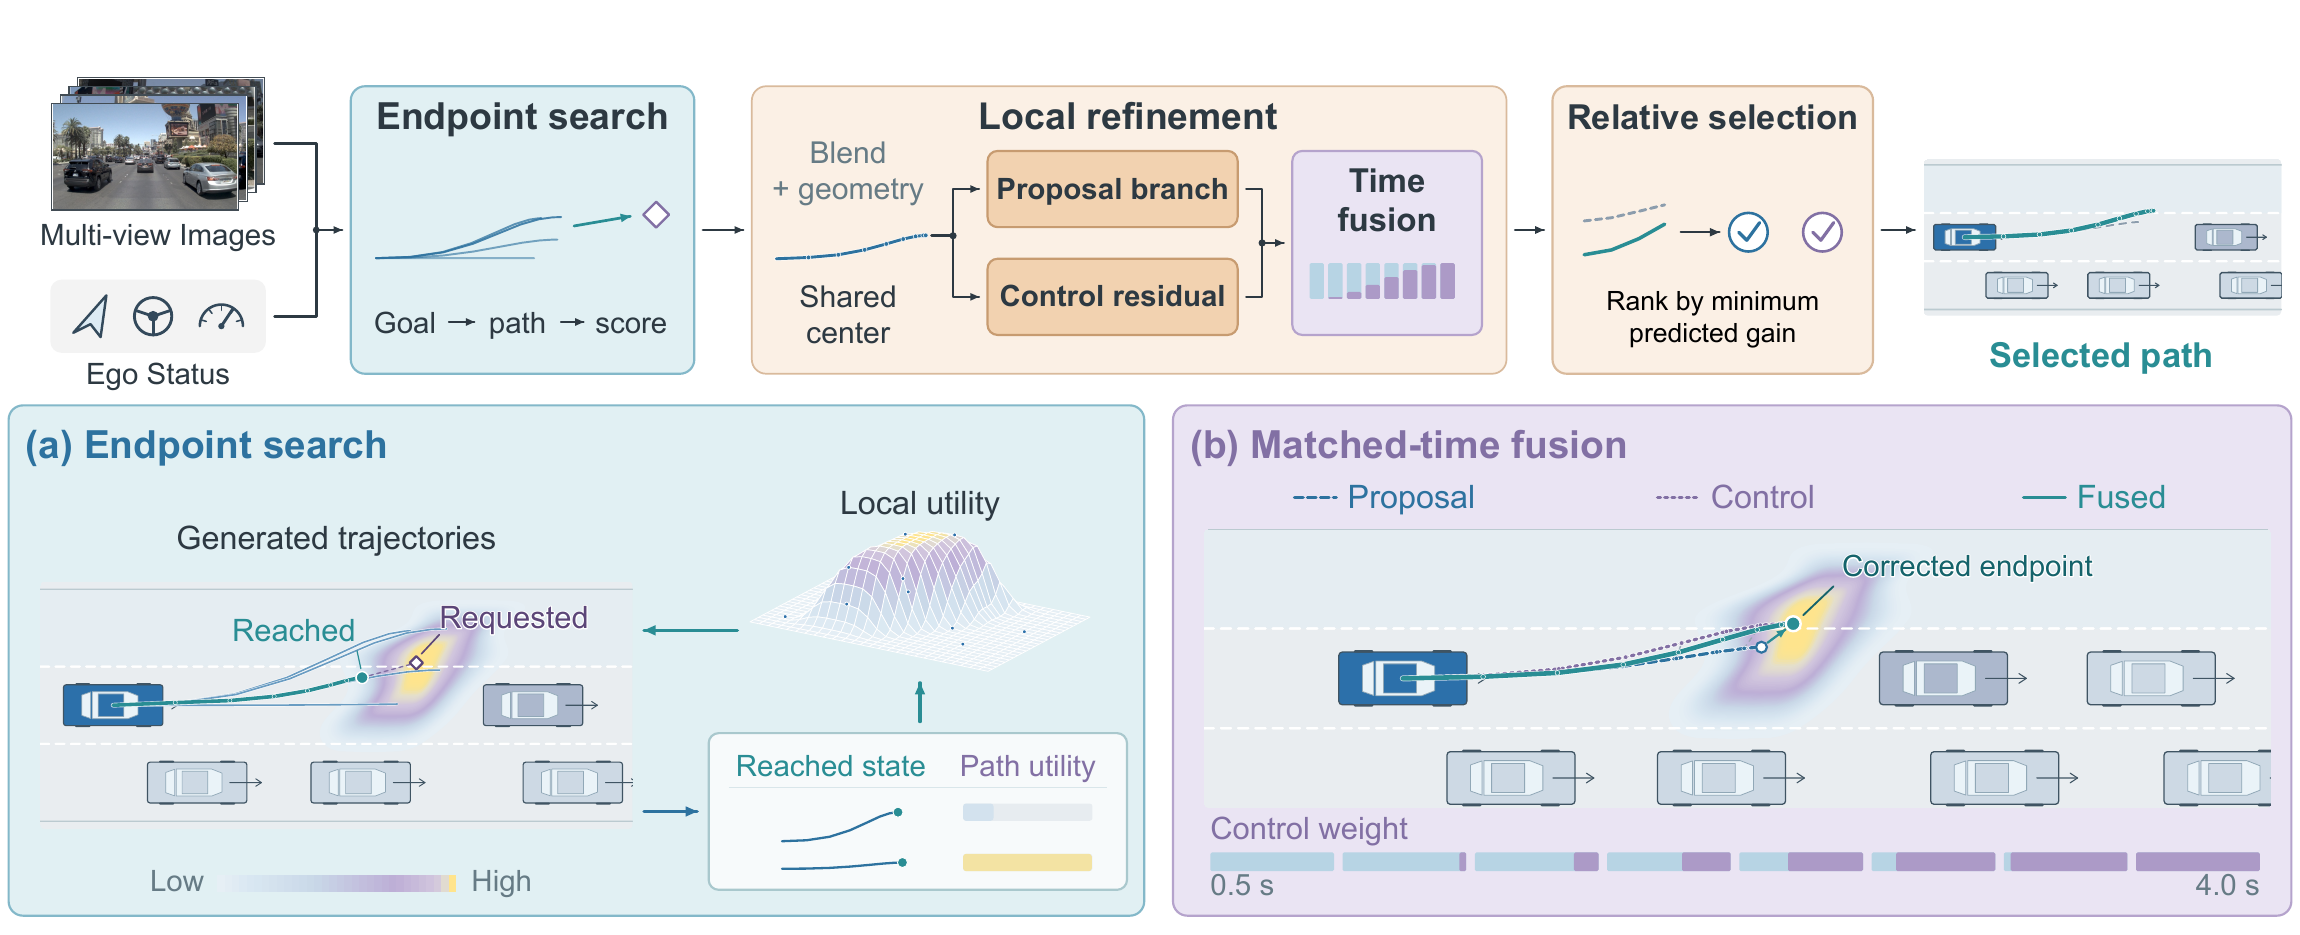 Multi-view Images
Ego Status
Endpoint search
Goal → path → score
Local refinement
Blend
+ geometry
Shared
center
Proposal branch
Control residual
Time
fusion
Relative selection
Rank by minimum
predicted gain
Selected path
(a) Endpoint search
Generated trajectories
Reached
Requested
Low
High
Local utility
Reached state
Path utility
(b) Matched-time fusion
Proposal
Control
Fused
Corrected endpoint
Control weight
0.5 s
4.0 s